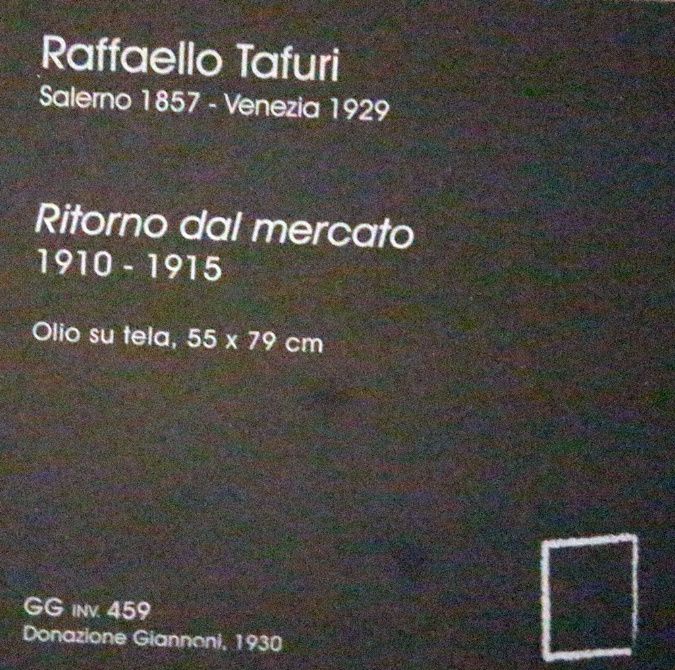 Raffaello Tafuri
Salerno 1857 - Venezia 1929
Ritorno dal mercato
1910 - 1915
Olio su tela, 55 x 79 cm
GG INV. 459
Donazione Giannoni, 1930